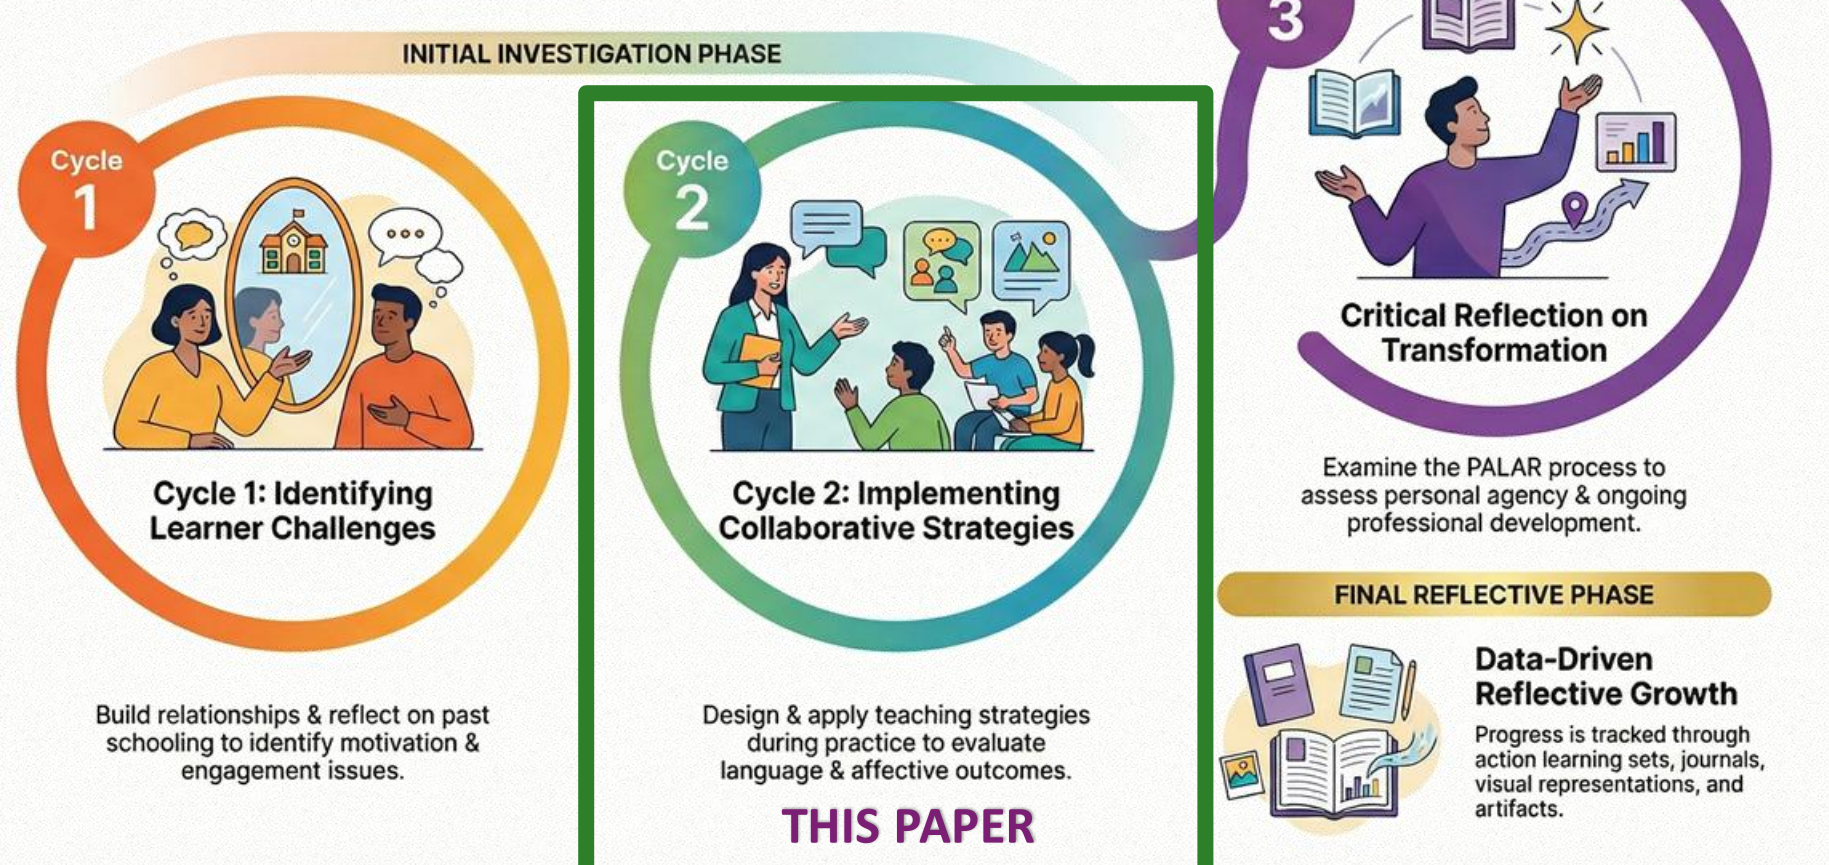 INITIAL INVESTIGATION PHASE
Cycle
1
Cycle 1: Identifying
Learner Challenges
Build relationships & reflect on past
schooling to identify motivation &
engagement issues.
Cycle
2
Cycle 2: Implementing
Collaborative Strategies
Design & apply teaching strategies
during practice to evaluate
language & affective outcomes.
THIS PAPER
3
Critical Reflection on
Transformation
Examine the PALAR process to
assess personal agency & ongoing
professional development.
FINAL REFLECTIVE PHASE
Data-Driven
Reflective Growth
Progress is tracked through
action learning sets, journals,
visual representations, and
artifacts.